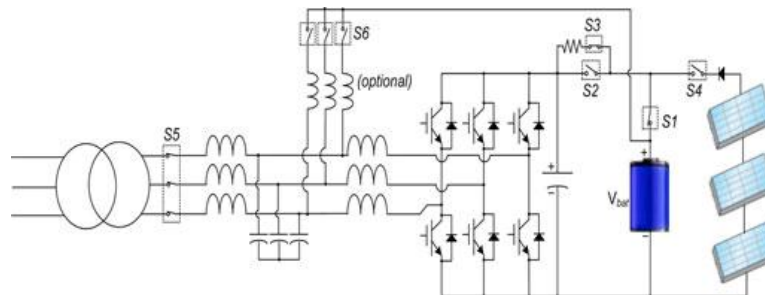 S6
S3
(optional)
S2
S4
S1
S5
+
+
V_bat
-
-